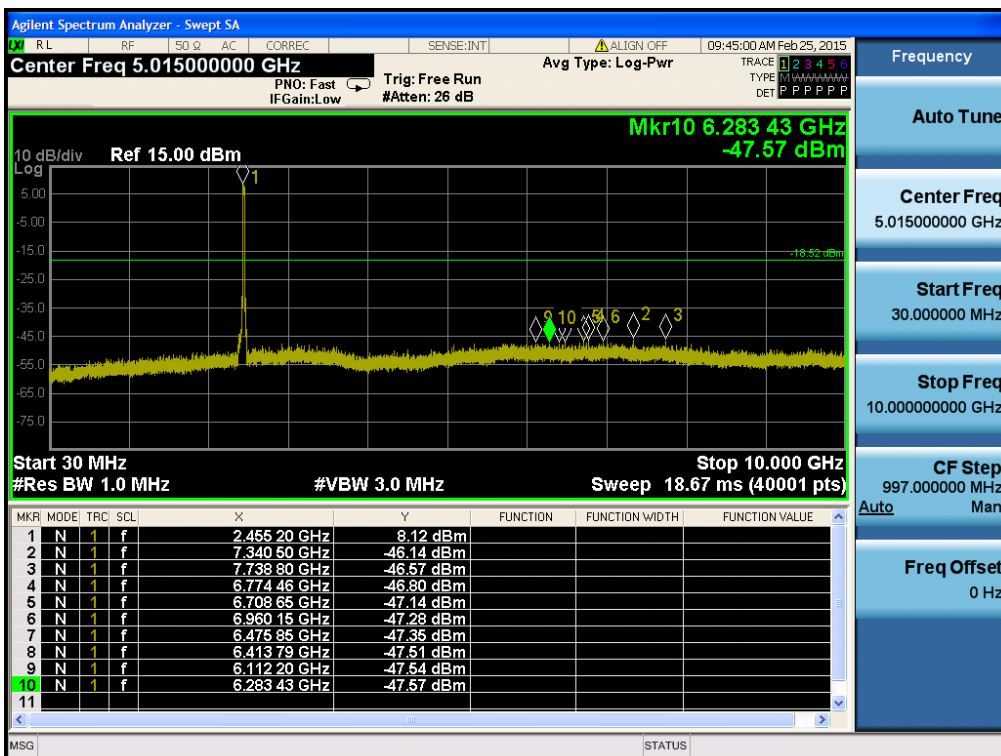 Agilent Spectrum Analyzer - Swept SA
LXI RL RF 50 Ω AC CORREC SENSE:INT ALIGN OFF 09:45:00 AM Feb 25, 2015
Center Freq 5.015000000 GHz
Avg Type: Log-Pwr
TRACE 1 2 3 4 5 6
PNO: Fast
Trig: Free Run
TYPE M WWWWW
IFGain:Low
#Atten: 26 dB
DET P P P P P P
Mkr10 6.283 43 GHz
-47.57 dBm
10 dB/div Ref 15.00 dBm
Log
1
5.00
-5.00
-15.0
-18.52 dBm
-25.0
-35.0
9 10 5 6 2 3
-45.0
-55.0
-65.0
-75.0
Start 30 MHz
Stop 10.000 GHz
#Res BW 1.0 MHz
#VBW 3.0 MHz
Sweep 18.67 ms (40001 pts)
MKR MODE TRC SCL X Y FUNCTION FUNCTION WIDTH FUNCTION VALUE
1 N 1 f 2.455 20 GHz 8.12 dBm
2 N 1 f 7.340 50 GHz -46.14 dBm
3 N 1 f 7.738 80 GHz -46.57 dBm
4 N 1 f 6.774 46 GHz -46.80 dBm
5 N 1 f 6.708 65 GHz -47.14 dBm
6 N 1 f 6.960 15 GHz -47.28 dBm
7 N 1 f 6.475 85 GHz -47.35 dBm
8 N 1 f 6.413 79 GHz -47.51 dBm
9 N 1 f 6.112 20 GHz -47.54 dBm
10 N 1 f 6.283 43 GHz -47.57 dBm
11
MSG
STATUS
Frequency
Auto Tune
Center Freq
5.015000000 GHz
Start Freq
30.000000 MHz
Stop Freq
10.000000000 GHz
CF Step
997.000000 MHz
Auto Man
Freq Offset
0 Hz